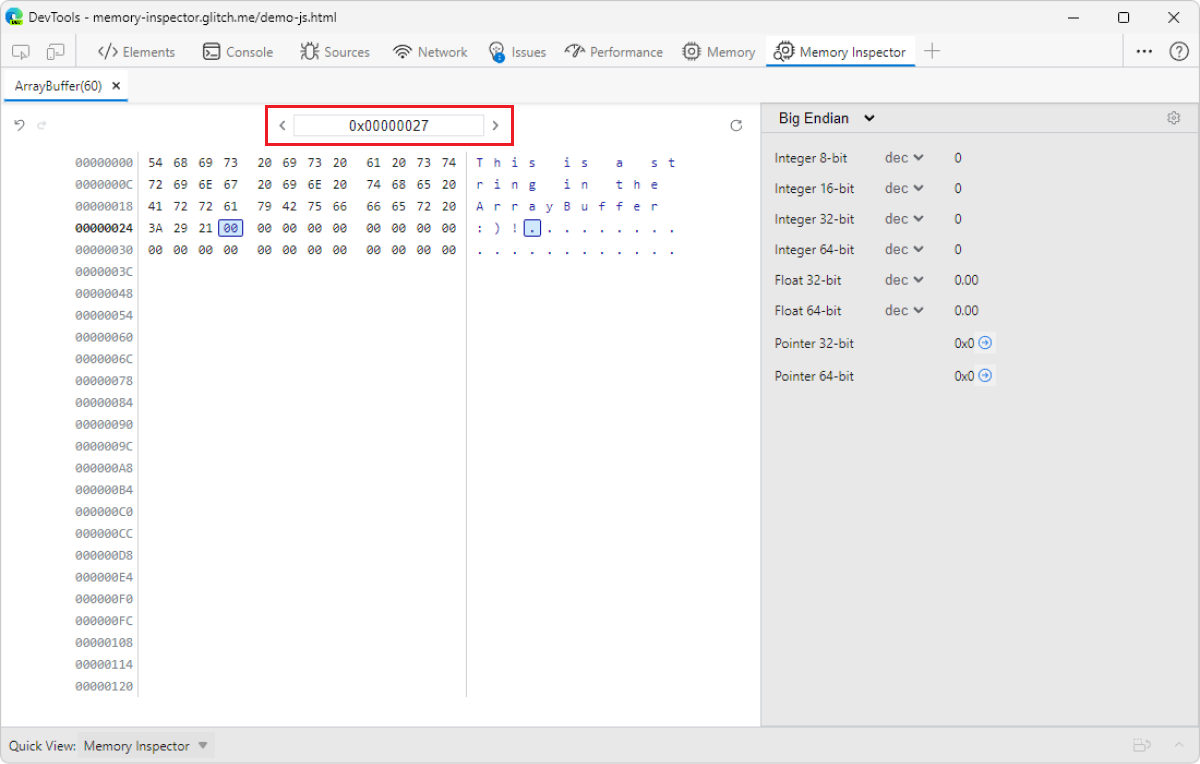 DevTools - memory-inspector.glitch.me/demo-js.html
Elements Console Sources Network Issues Performance Memory Memory Inspector
ArrayBuffer(60)
0x00000027
00000000 54 68 69 73 20 69 73 20 61 20 73 74 T h i s i s a s t
0000000C 72 69 6E 67 20 69 6E 20 74 68 65 20 r i n g i n t h e
00000018 41 72 72 61 79 42 75 66 66 65 72 20 A r r a y B u f f e r
00000024 3A 29 21 00 00 00 00 00 00 00 00 00 : ) ! . . . . . . . . .
00000030 00 00 00 00 00 00 00 00 00 00 00 00 . . . . . . . . . . . .
0000003C
00000048
00000054
00000060
0000006C
00000078
00000084
00000090
0000009C
000000A8
000000B4
000000C0
000000CC
000000D8
000000E4
000000F0
000000FC
00000108
00000114
00000120
Big Endian
Integer 8-bit dec 0
Integer 16-bit dec 0
Integer 32-bit dec 0
Integer 64-bit dec 0
Float 32-bit dec 0.00
Float 64-bit dec 0.00
Pointer 32-bit 0x0
Pointer 64-bit 0x0
Quick View: Memory Inspector